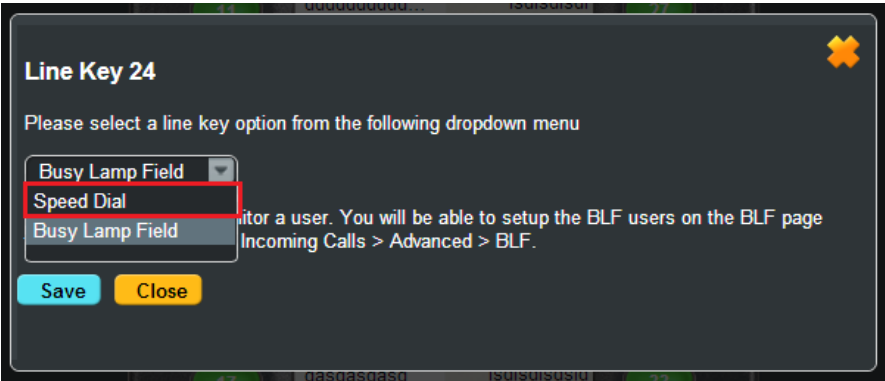 11
27
Line Key 24
Please select a line key option from the following dropdown menu
Busy Lamp Field
Speed Dial
Busy Lamp Field
itor a user. You will be able to setup the BLF users on the BLF page
Incoming Calls > Advanced > BLF.
Save Close